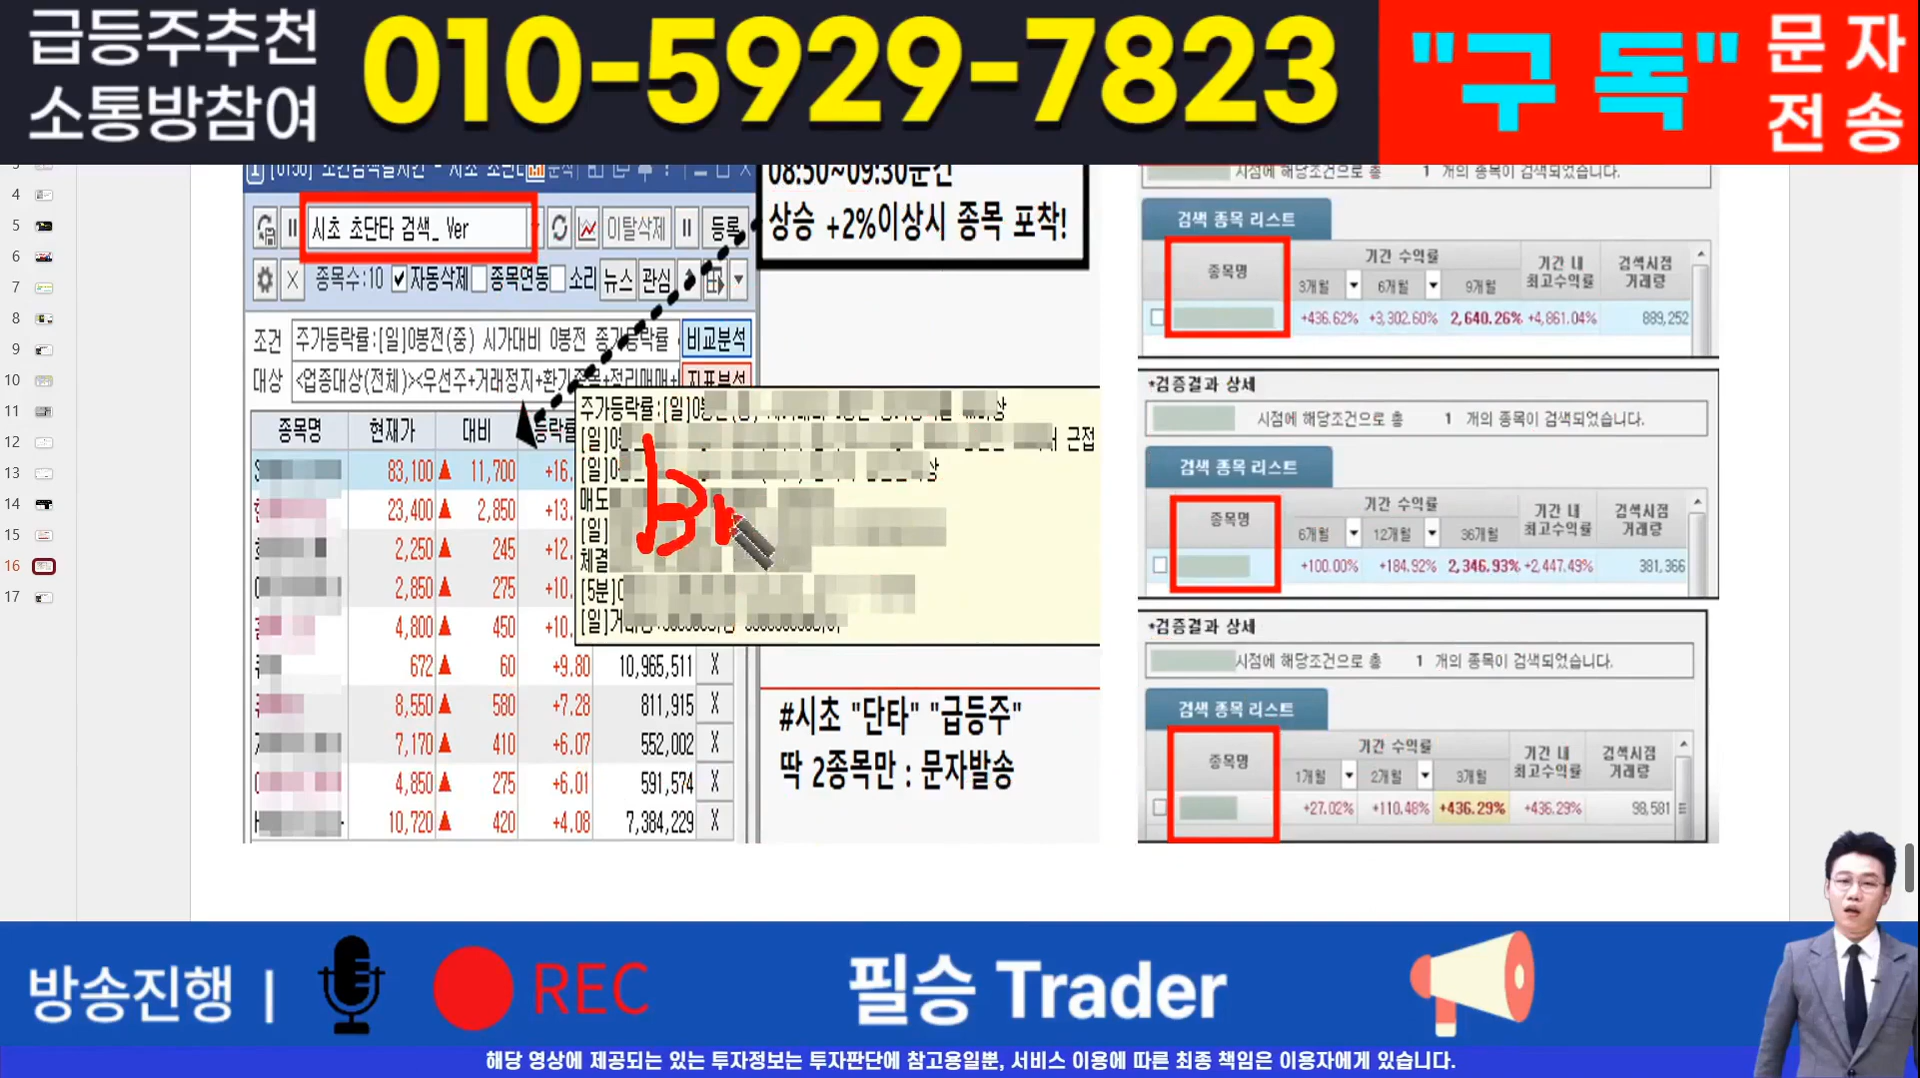 급등주추천
소통방참여
010-5929-7823
"구 독"
문 자
전 송
4
5
6
7
8
9
10
11
12
13
14
15
16
17
시초 초단타 검색_ Ver
이탈삭제
등록
종목수:10 자동삭제 종목연동 소리 뉴스 관심
조건 주가등락률:[일]0봉전(중) 시가대비 0봉전 종가등락률
비교분석
대상 <업종대상(전체)><우선주+거래정지+환기종목+정리매매+
종목명 현재가 대비 등락률
83,100 ▲ 11,700 +16.
23,400 ▲ 2,850 +13.
2,250 ▲ 245 +12.
2,850 ▲ 275 +10.
4,800 ▲ 450 +10.
672 ▲ 60 +9.80 10,965,511 X
8,550 ▲ 580 +7.28 811,915 X
7,170 ▲ 410 +6.07 552,002 X
4,850 ▲ 275 +6.01 591,574 X
10,720 ▲ 420 +4.08 7,384,229 X
08:50~09:30분간
상승 +2%이상시 종목 포착!
주가등락률:[일]0
[일]0 근접
[일]0
매도
[일]
체결
[5분]
[일]거래량
#시초 "단타" "급등주"
딱 2종목만 : 문자발송
시점에 해당조건으로 총 1 개의 종목이 검색되었습니다.
검색 종목 리스트
종목명 기간 수익률 기간 내 최고수익률 검색시점 거래량
3개월 6개월 9개월
+436.62% +3,302.60% 2,640.26% +4,861.04% 889,252
*검증결과 상세
시점에 해당조건으로 총 1 개의 종목이 검색되었습니다.
검색 종목 리스트
종목명 기간 수익률 기간 내 최고수익률 검색시점 거래량
6개월 12개월 36개월
+100.00% +184.92% 2,346.93% +2,447.49% 381,366
*검증결과 상세
시점에 해당조건으로 총 1 개의 종목이 검색되었습니다.
검색 종목 리스트
종목명 기간 수익률 기간 내 최고수익률 검색시점 거래량
1개월 2개월 3개월
+27.02% +110.48% +436.29% +436.29% 98,581
방송진행 |
REC
필승 Trader
해당 영상에 제공되는 있는 투자정보는 투자판단에 참고용일뿐, 서비스 이용에 따른 최종 책임은 이용자에게 있습니다.